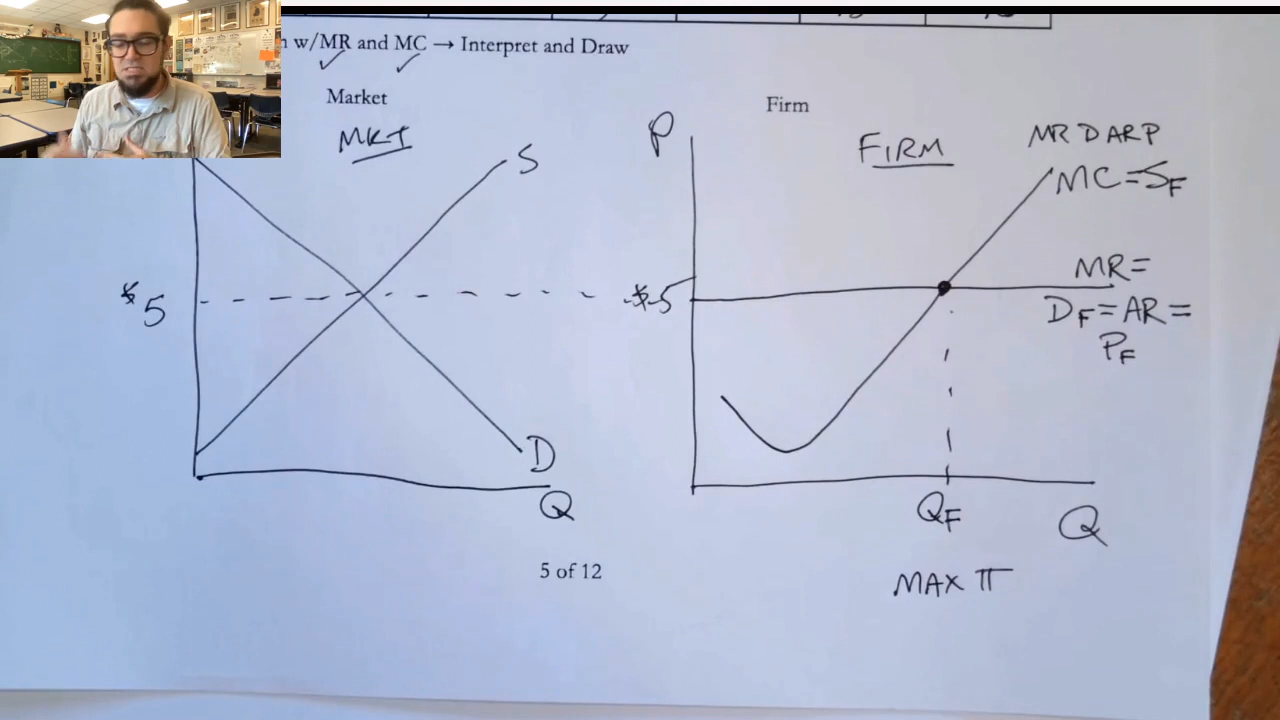 w/MR and MC → Interpret and Draw
Market
Firm
MKT
FIRM
P
MR DARP
S
MC=SF
MR=
DF=AR=
PF
$5
$5
D
Q
QF
Q
5 of 12
MAX π